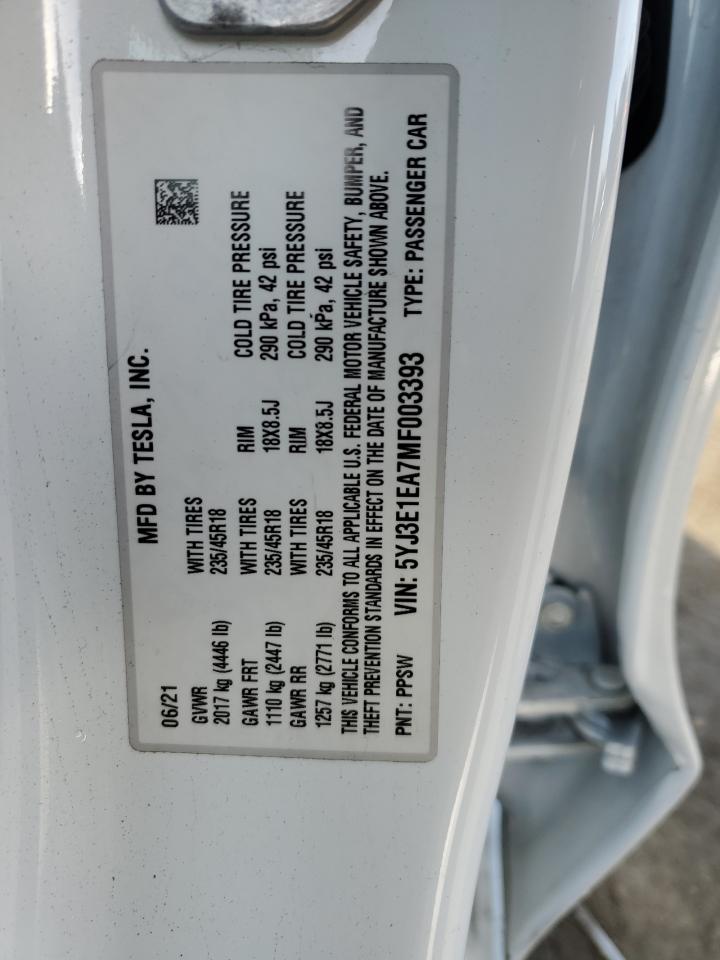 MFD BY TESLA, INC.
06/21
GVWR WITH TIRES
2017 kg (4446 lb) 235/45R18
GAWR FRT WITH TIRES RIM COLD TIRE PRESSURE
1110 kg (2447 lb) 235/45R18 18X8.5J 290 kPa, 42 psi
GAWR RR WITH TIRES RIM COLD TIRE PRESSURE
1257 kg (2771 lb) 235/45R18 18X8.5J 290 kPa, 42 psi
THIS VEHICLE CONFORMS TO ALL APPLICABLE U.S. FEDERAL MOTOR VEHICLE SAFETY, BUMPER, AND
THEFT PREVENTION STANDARDS IN EFFECT ON THE DATE OF MANUFACTURE SHOWN ABOVE.
PNT: PPSW VIN: 5YJ3E1EA7MF003393 TYPE: PASSENGER CAR